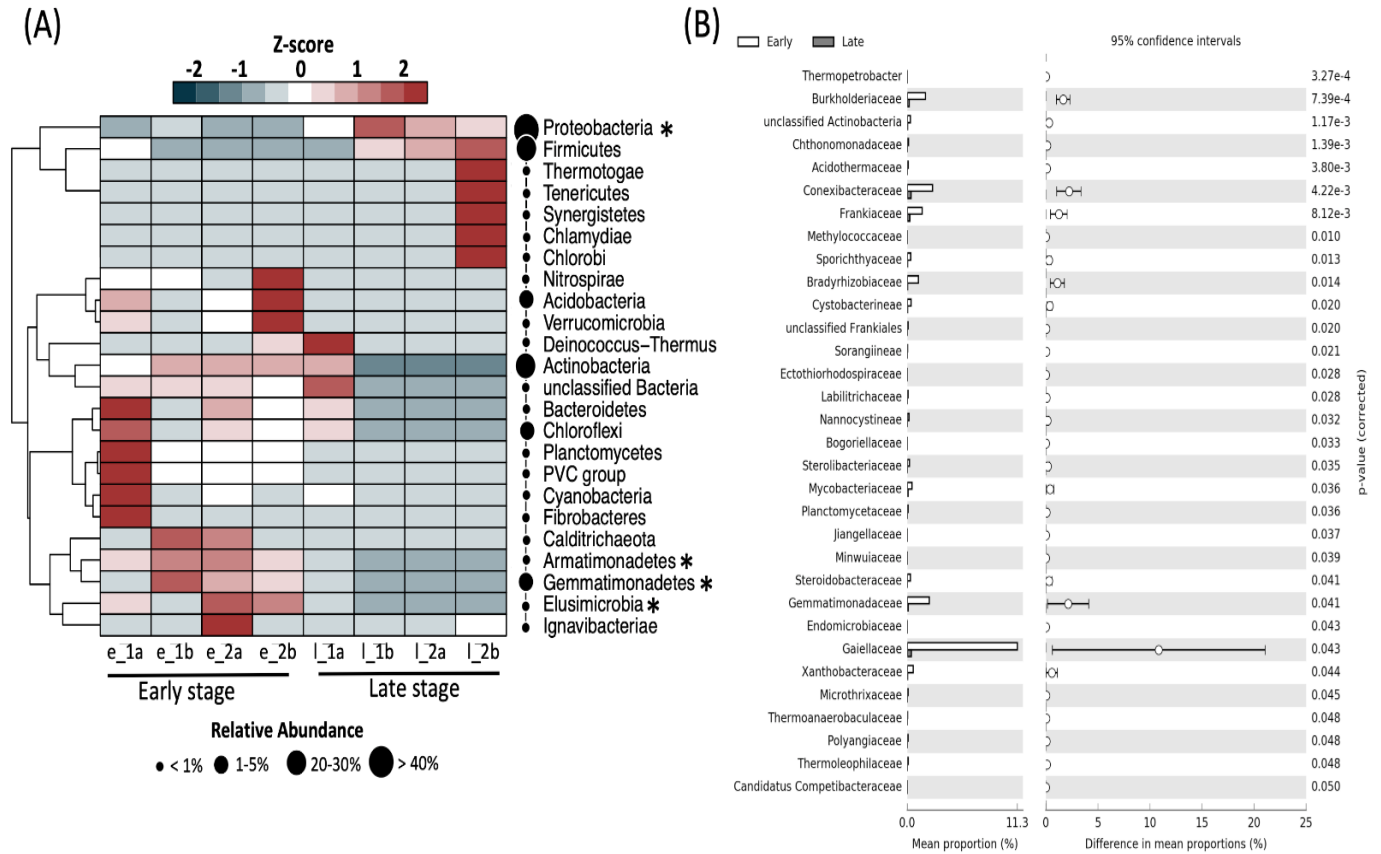 (A)
Z-score
-2 -1 0 1 2
Proteobacteria *
Firmicutes
Thermotogae
Tenericutes
Synergistetes
Chlamydiae
Chlorobi
Nitrospirae
Acidobacteria
Verrucomicrobia
Deinococcus–Thermus
Actinobacteria
unclassified Bacteria
Bacteroidetes
Chloroflexi
Planctomycetes
PVC group
Cyanobacteria
Fibrobacteres
Calditrichaeota
Armatimonadetes *
Gemmatimonadetes *
Elusimicrobia *
Ignavibacteriae
e_1a e_1b e_2a e_2b l_1a l_1b l_2a l_2b
Early stage Late stage
Relative Abundance
< 1% 1-5% 20-30% > 40%
(B)
Early Late 95% confidence intervals
Thermopetrobacter 3.27e-4
Burkholderiaceae 7.39e-4
unclassified Actinobacteria 1.17e-3
Chthonomonadaceae 1.39e-3
Acidothermaceae 3.80e-3
Conexibacteraceae 4.22e-3
Frankiaceae 8.12e-3
Methylococcaceae 0.010
Sporichthyaceae 0.013
Bradyrhizobiaceae 0.014
Cystobacterineae 0.020
unclassified Frankiales 0.020
Sorangiineae 0.021
Ectothiorhodospiraceae 0.028
Labilitrichaceae 0.028
Nannocystineae 0.032
Bogoriellaceae 0.033
Sterolibacteriaceae 0.035
Mycobacteriaceae 0.036
Planctomycetaceae 0.036
Jiangellaceae 0.037
Minwuiaceae 0.039
Steroidobacteraceae 0.041
Gemmatimonadaceae 0.041
Endomicrobiaceae 0.043
Gaiellaceae 0.043
Xanthobacteraceae 0.044
Microthrixaceae 0.045
Thermoanaerobaculaceae 0.048
Polyangiaceae 0.048
Thermoleophilaceae 0.048
Candidatus Competibacteraceae 0.050
p-value (corrected)
0.0 11.3 0 5 10 15 20 25
Mean proportion (%) Difference in mean proportions (%)